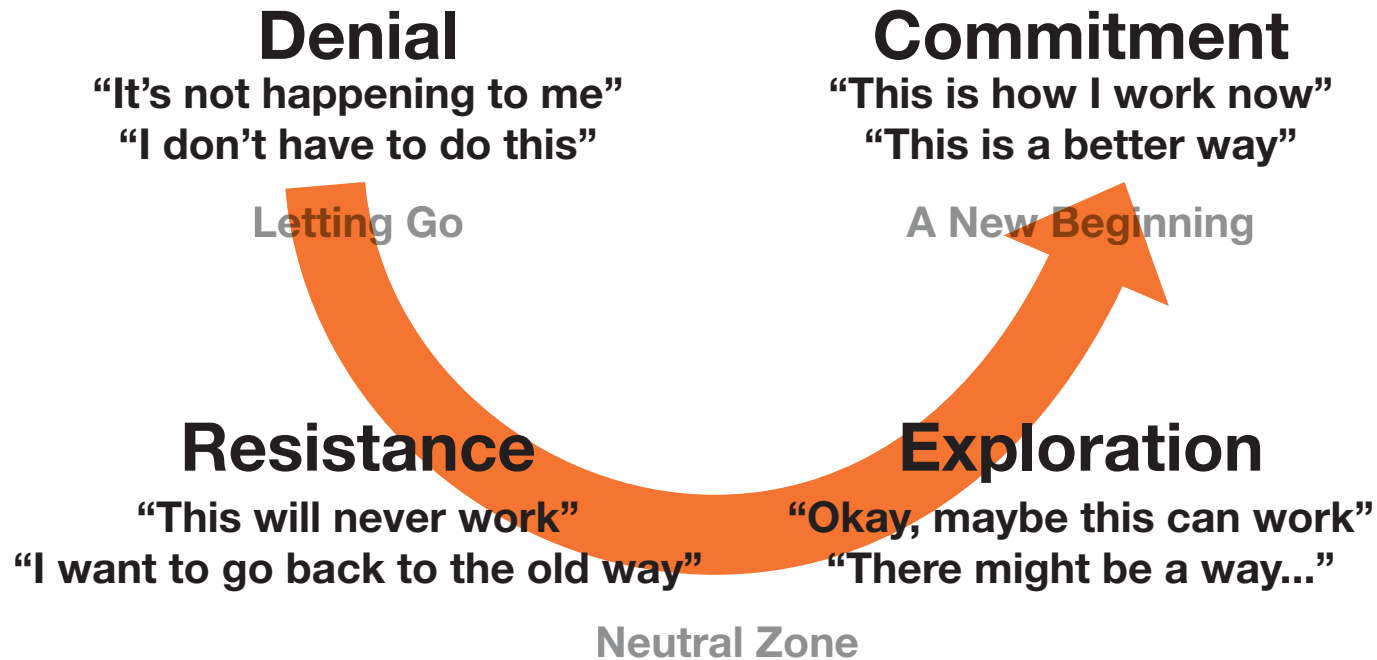 Denial
“It’s not happening to me”
“I don’t have to do this”
Letting Go
Commitment
“This is how I work now”
“This is a better way”
A New Beginning
Resistance
“This will never work”
“I want to go back to the old way”
Exploration
“Okay, maybe this can work”
“There might be a way...”
Neutral Zone